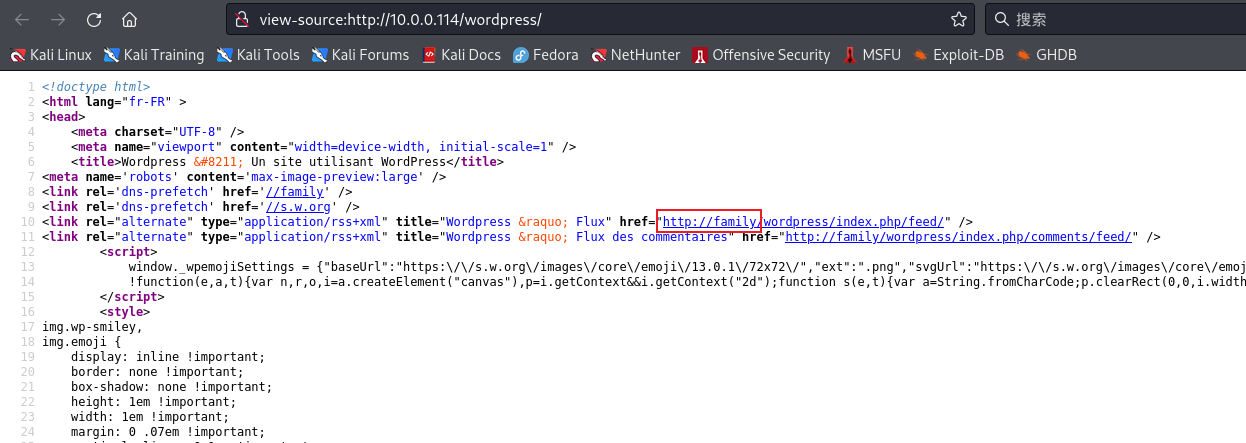 view-source:http://10.0.0.114/wordpress/ 搜索
Kali Linux Kali Training Kali Tools Kali Forums Kali Docs Fedora NetHunter Offensive Security MSFU Exploit-DB GHDB
1 <!doctype html>
2 <html lang="fr-FR" >
3 <head>
4 <meta charset="UTF-8" />
5 <meta name="viewport" content="width=device-width, initial-scale=1" />
6 <title>Wordpress &#8211; Un site utilisant WordPress</title>
7 <meta name='robots' content='max-image-preview:large' />
8 <link rel='dns-prefetch' href='//family' />
9 <link rel='dns-prefetch' href='//s.w.org' />
10 <link rel="alternate" type="application/rss+xml" title="Wordpress &raquo; Flux" href="http://family/wordpress/index.php/feed/" />
11 <link rel="alternate" type="application/rss+xml" title="Wordpress &raquo; Flux des commentaires" href="http://family/wordpress/index.php/comments/feed/" />
12 <script>
13 window._wpemojiSettings = {"baseUrl":"https:\/\/s.w.org\/images\/core\/emoji\/13.0.1\/72x72\/","ext":".png","svgUrl":"https:\/\/s.w.org\/images\/core\/emoj
14 !function(e,a,t){var n,r,o,i=a.createElement("canvas"),p=i.getContext&&i.getContext("2d");function s(e,t){var a=String.fromCharCode;p.clearRect(0,0,i.width
15 </script>
16 <style>
17 img.wp-smiley,
18 img.emoji {
19 display: inline !important;
20 border: none !important;
21 box-shadow: none !important;
22 height: 1em !important;
23 width: 1em !important;
24 margin: 0 .07em !important;